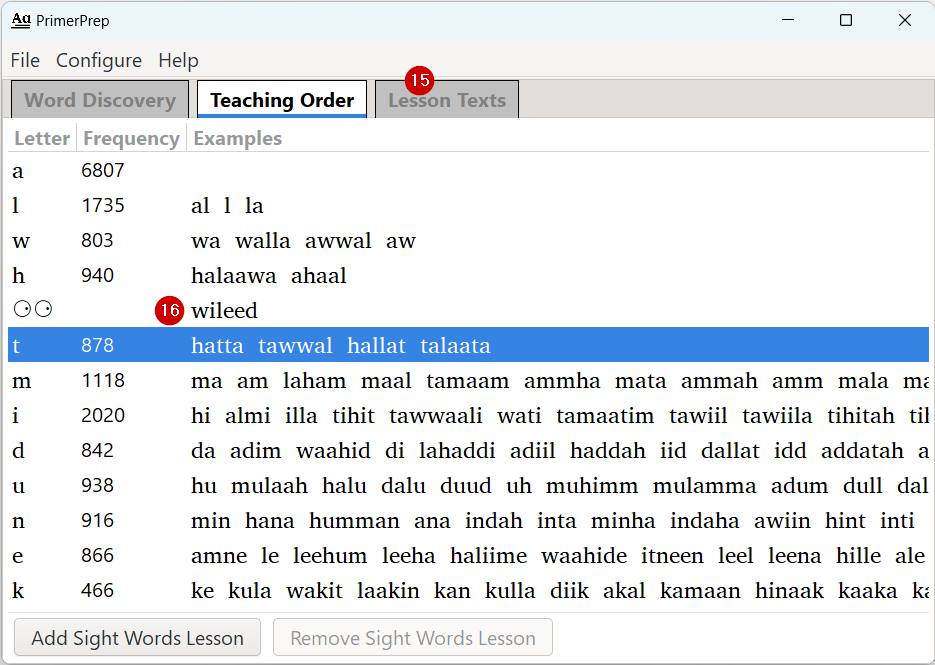 Aa PrimerPrep
File Configure Help
15
Word Discovery Teaching Order Lesson Texts
Letter Frequency Examples
a 6807
l 1735 al l la
w 803 wa walla awwal aw
h 940 halaawa ahaal
16 wileed
t 878 hatta tawwal hallat talaata
m 1118 ma am laham maal tamaam ammha mata ammah amm mala ma
i 2020 hi almi illa tihit tawwaali wati tamaatim tawiil tawiila tihitah
d 842 da adim waahid di lahaddi adiil haddah iid dallat idd addatah a
u 938 hu mulaah halu dalu duud uh muhimm mulamma adum dull dal
n 916 min hana humman ana indah inta minha indaha awiin hint inti
e 866 amne le leehum leeha haliime waahide itneen leel leena hille ale
k 466 ke kula wakit laakin kan kulla diik akal kamaan hinaak kaaka ka
Add Sight Words Lesson Remove Sight Words Lesson